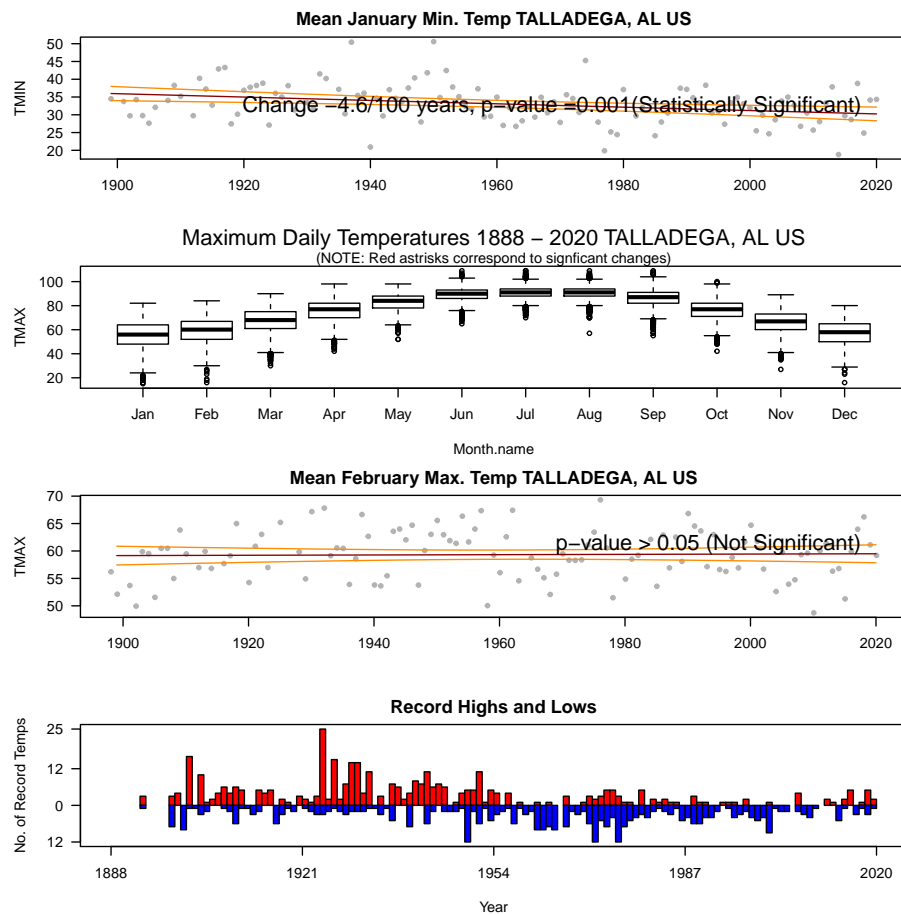 Mean January Min. Temp TALLADEGA, AL US
TMIN
50
45
40
35
30
25
20
Change −4.6/100 years, p−value =0.001(Statistically Significant)
1900 1920 1940 1960 1980 2000 2020
Maximum Daily Temperatures 1888 − 2020 TALLADEGA, AL US
(NOTE: Red astrisks correspond to signficant changes)
TMAX
100
80
60
40
20
Jan Feb Mar Apr May Jun Jul Aug Sep Oct Nov Dec
Month.name
Mean February Max. Temp TALLADEGA, AL US
TMAX
70
65
60
55
50
p−value > 0.05 (Not Significant)
1900 1920 1940 1960 1980 2000 2020
Record Highs and Lows
No. of Record Temps
25
12
0
12
1888 1921 1954 1987 2020
Year